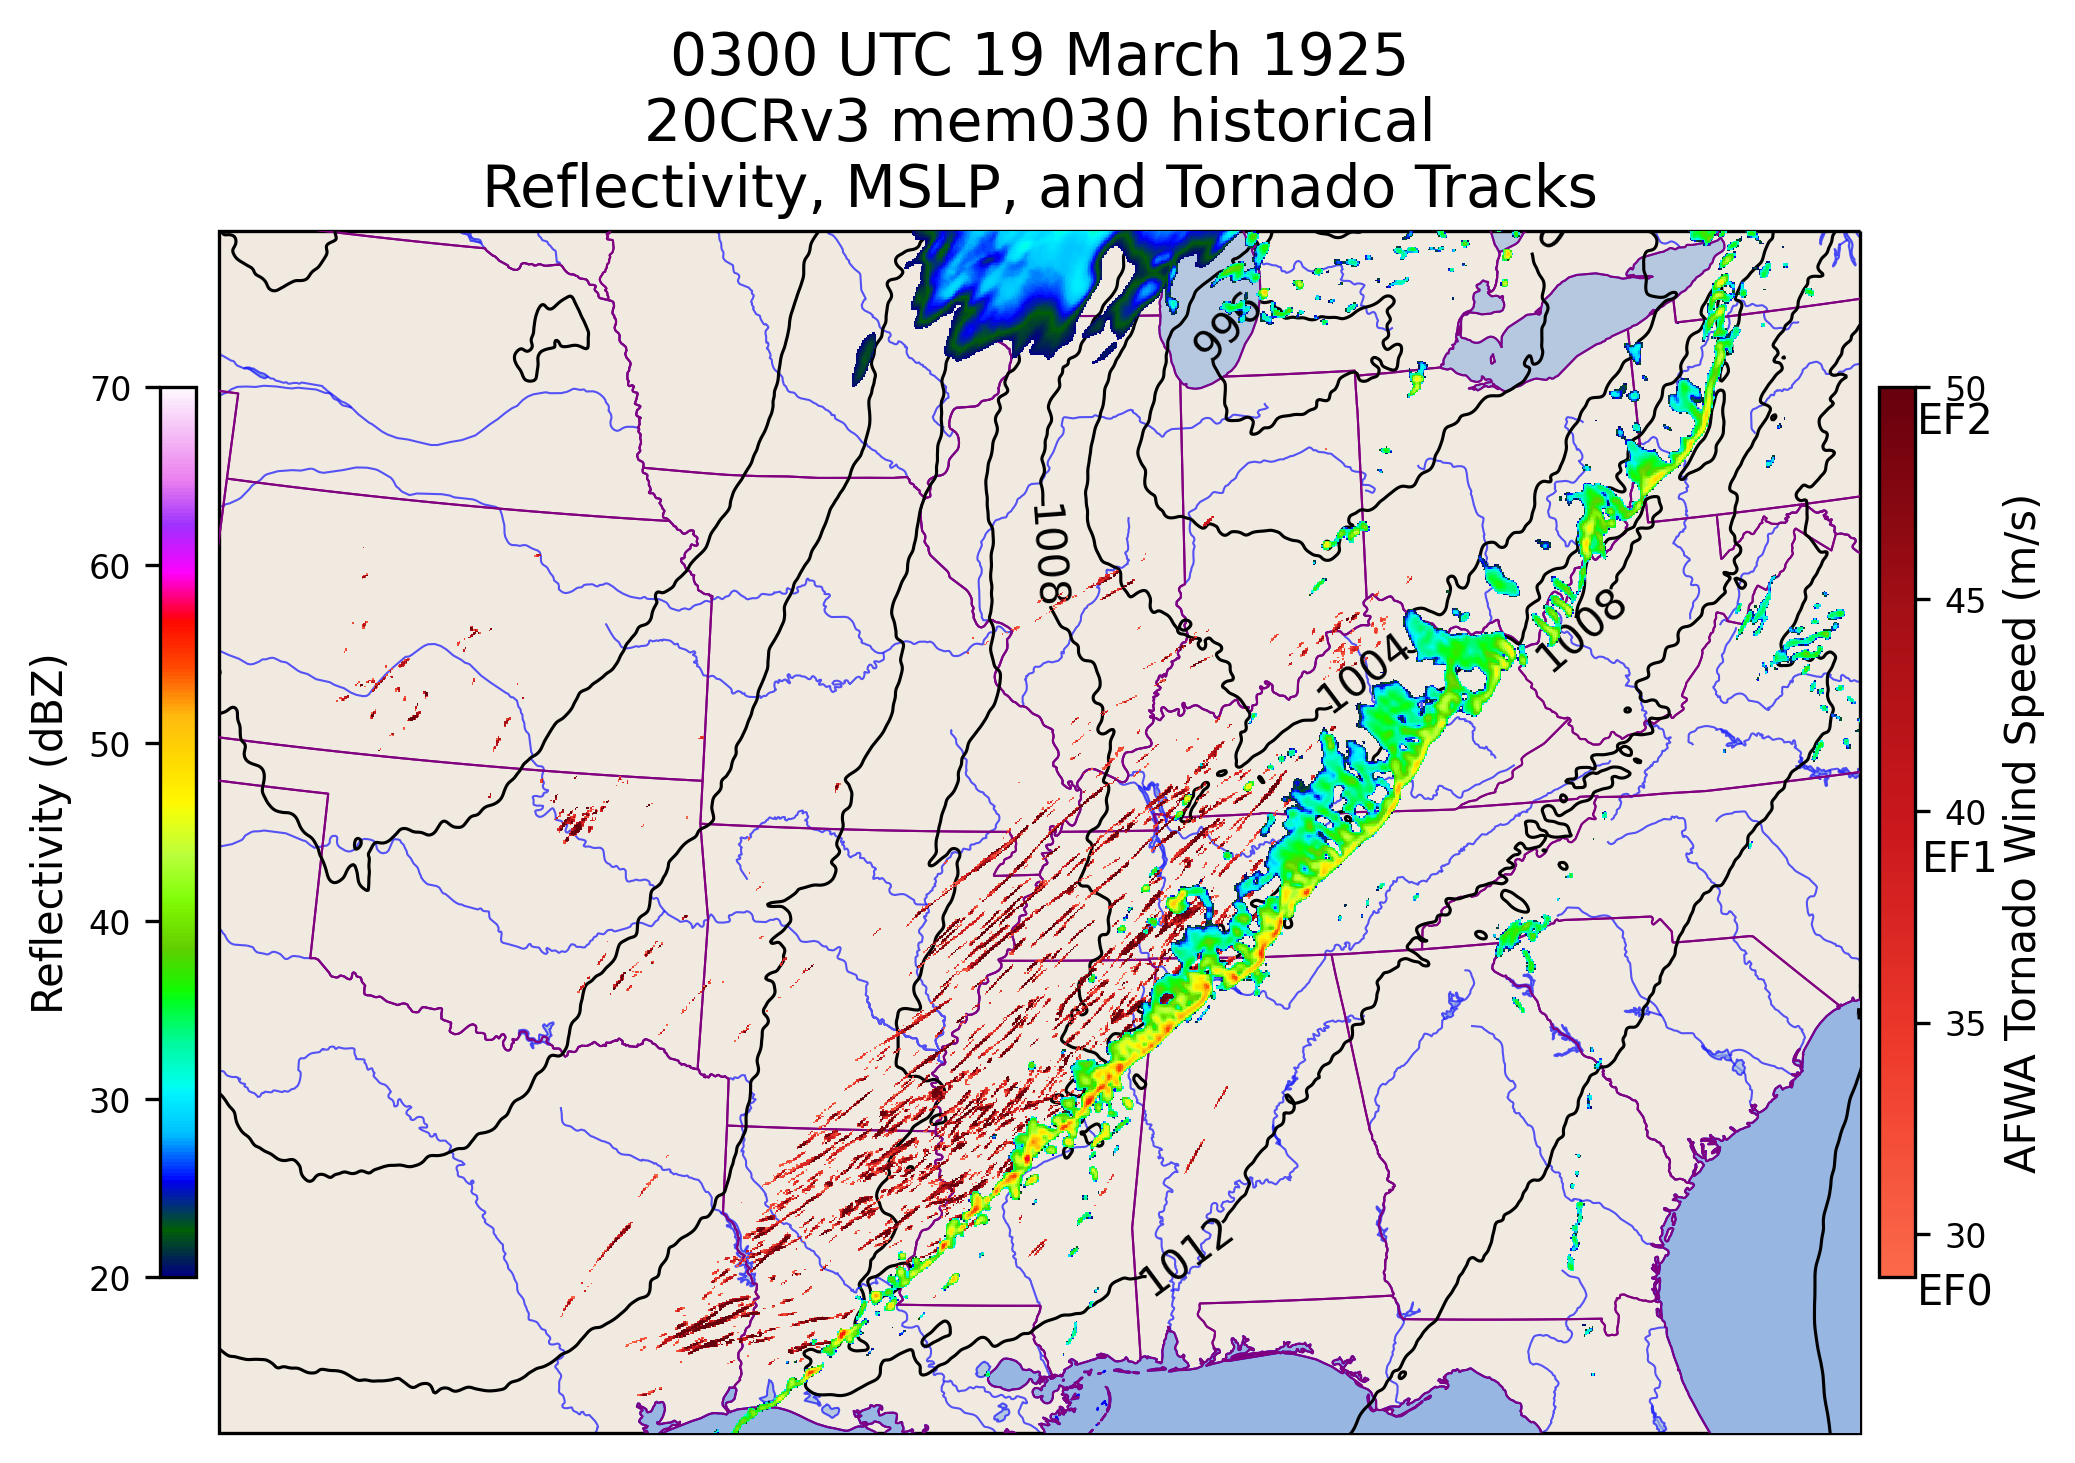 0300 UTC 19 March 1925
20CRv3 mem030 historical
Reflectivity, MSLP, and Tornado Tracks
Reflectivity (dBZ)
70
60
50
40
30
20
1008
1004
1008
1012
50
EF2
45
40
EF1
35
30
EF0
AFWA Tornado Wind Speed (m/s)